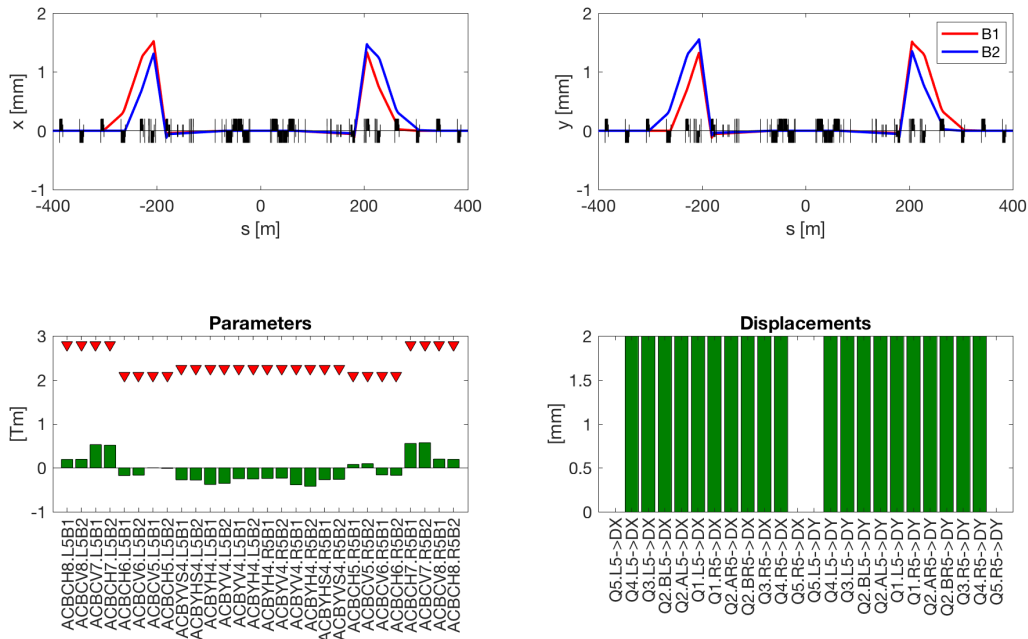 2
1
0
-1
x [mm]
-400
-200
0
200
400
s [m]
2
1
0
-1
y [mm]
-400
-200
0
200
400
s [m]
B1
B2
Parameters
3
2
1
0
-1
[Tm]
ACBCH8.L5B1
ACBCV8.L5B2
ACBCV7.L5B1
ACBCH7.L5B2
ACBCH6.L5B1
ACBCV6.L5B2
ACBCV5.L5B1
ACBCH5.L5B2
ACBYVS4.L5B1
ACBYHS4.L5B2
ACBYH4.L5B1
ACBYV4.L5B2
ACBYV4.L5B1
ACBYH4.L5B2
ACBYH4.R5B1
ACBYV4.R5B2
ACBYV4.R5B1
ACBYH4.R5B2
ACBYHS4.R5B1
ACBYVS4.R5B2
ACBCH5.R5B1
ACBCV5.R5B2
ACBCV6.R5B1
ACBCH6.R5B2
ACBCH7.R5B1
ACBCV7.R5B2
ACBCV8.R5B1
ACBCH8.R5B2
Displacements
2
1.5
1
0.5
0
[mm]
Q5.L5->DX
Q4.L5->DX
Q3.L5->DX
Q2.BL5->DX
Q2.AL5->DX
Q1.L5->DX
Q1.R5->DX
Q2.AR5->DX
Q2.BR5->DX
Q3.R5->DX
Q4.R5->DX
Q5.R5->DX
Q5.L5->DY
Q4.L5->DY
Q3.L5->DY
Q2.BL5->DY
Q2.AL5->DY
Q1.L5->DY
Q1.R5->DY
Q2.AR5->DY
Q2.BR5->DY
Q3.R5->DY
Q4.R5->DY
Q5.R5->DY